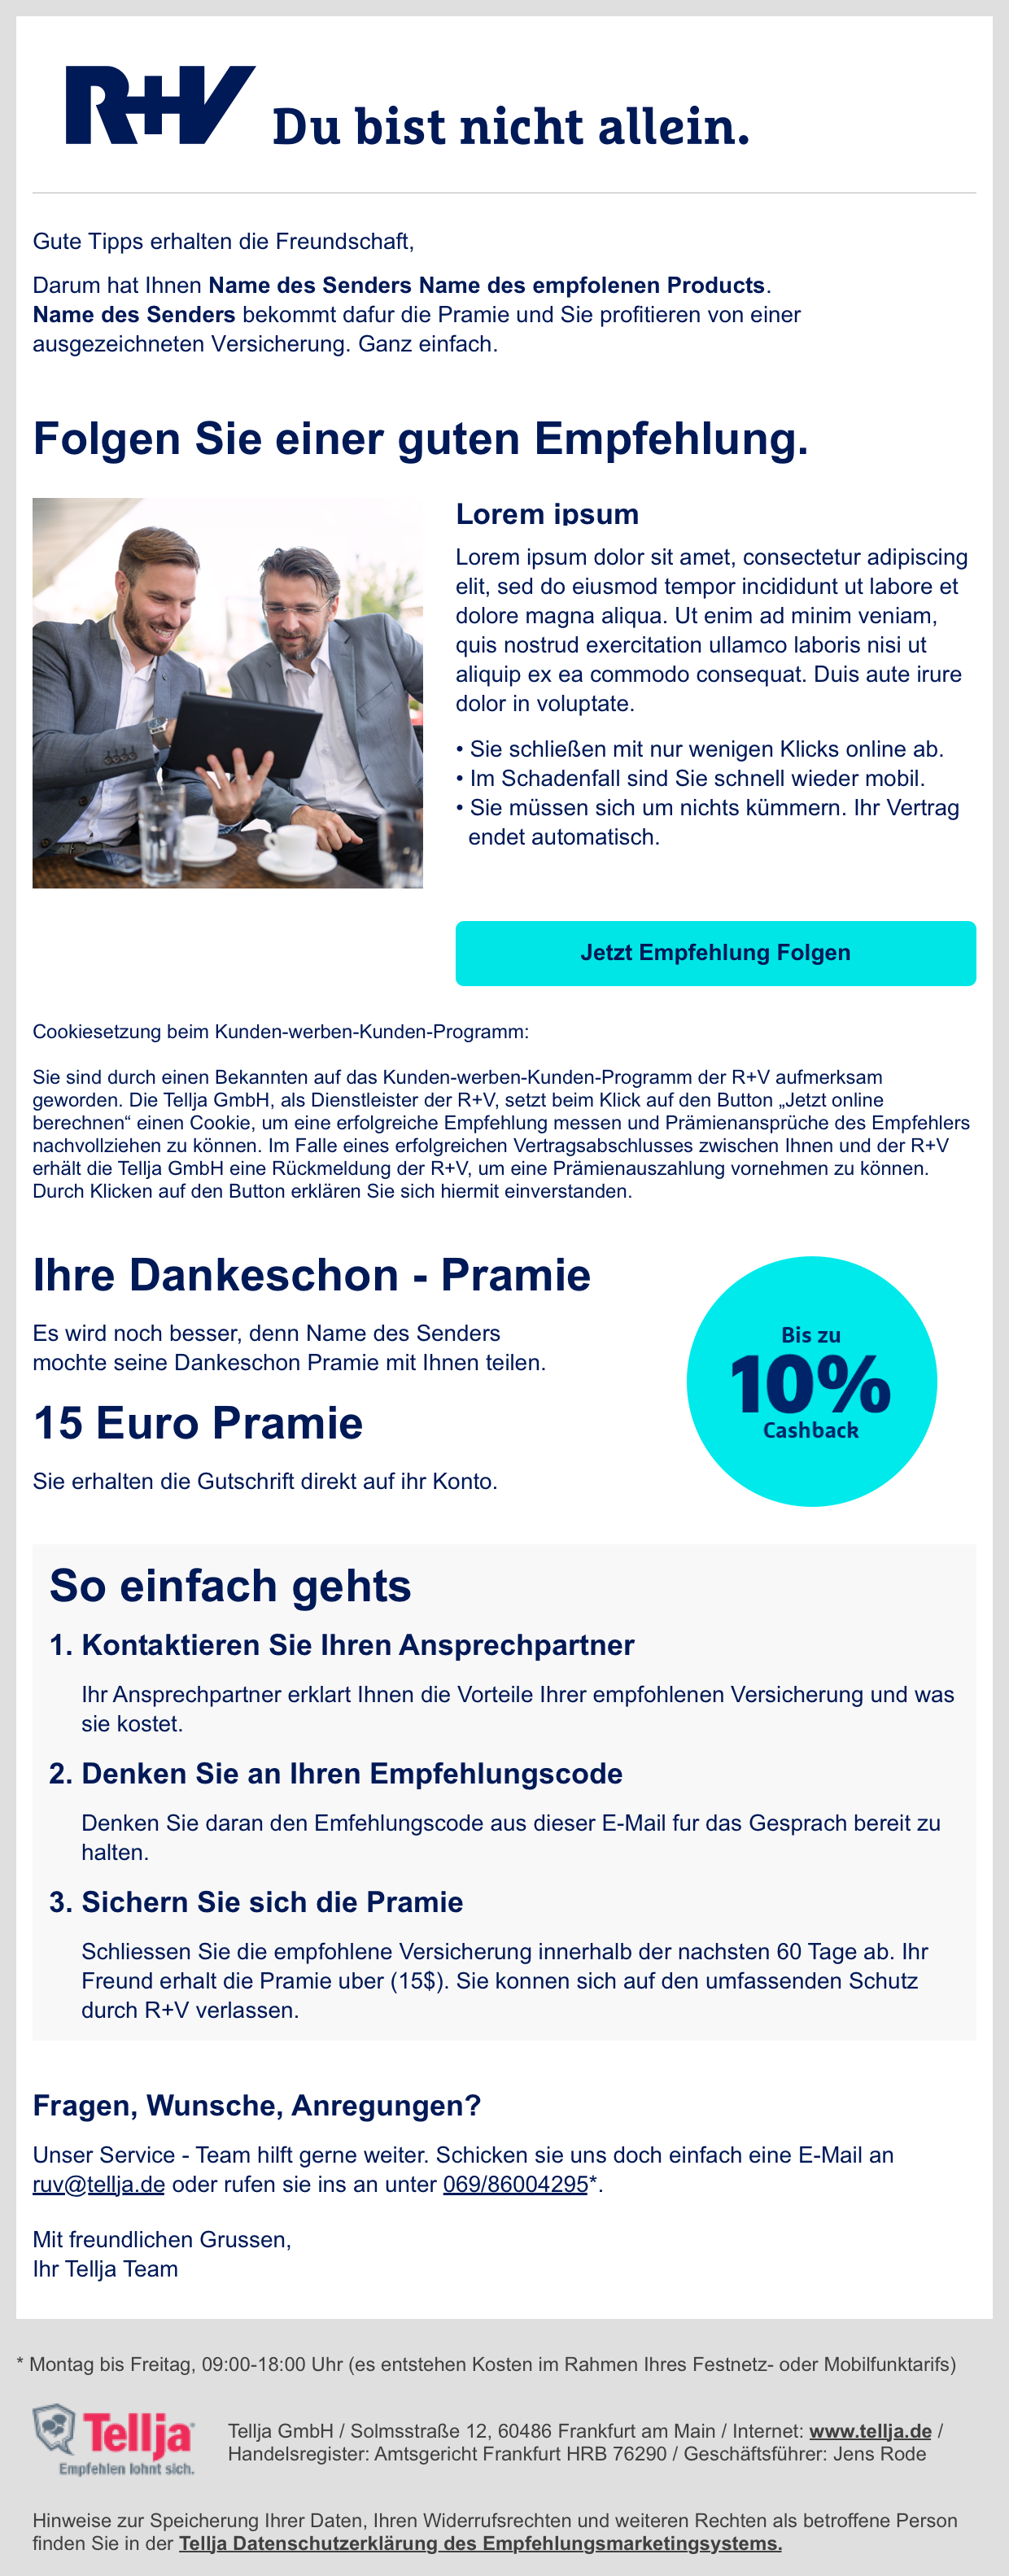 R+V Du bist nicht allein.
Gute Tipps erhalten die Freundschaft,
Darum hat Ihnen Name des Senders Name des empfolenen Products.
Name des Senders bekommt dafur die Pramie und Sie profitieren von einer
ausgezeichneten Versicherung. Ganz einfach.
Folgen Sie einer guten Empfehlung.
Lorem ipsum
Lorem ipsum dolor sit amet, consectetur adipiscing
elit, sed do eiusmod tempor incididunt ut labore et
dolore magna aliqua. Ut enim ad minim veniam,
quis nostrud exercitation ullamco laboris nisi ut
aliquip ex ea commodo consequat. Duis aute irure
dolor in voluptate.
• Sie schließen mit nur wenigen Klicks online ab.
• Im Schadenfall sind Sie schnell wieder mobil.
• Sie müssen sich um nichts kümmern. Ihr Vertrag
endet automatisch.
Jetzt Empfehlung Folgen
Cookiesetzung beim Kunden-werben-Kunden-Programm:
Sie sind durch einen Bekannten auf das Kunden-werben-Kunden-Programm der R+V aufmerksam
geworden. Die Tellja GmbH, als Dienstleister der R+V, setzt beim Klick auf den Button „Jetzt online
berechnen“ einen Cookie, um eine erfolgreiche Empfehlung messen und Prämienansprüche des Empfehlers
nachvollziehen zu können. Im Falle eines erfolgreichen Vertragsabschlusses zwischen Ihnen und der R+V
erhält die Tellja GmbH eine Rückmeldung der R+V, um eine Prämienauszahlung vornehmen zu können.
Durch Klicken auf den Button erklären Sie sich hiermit einverstanden.
Ihre Dankeschon - Pramie
Es wird noch besser, denn Name des Senders
mochte seine Dankeschon Pramie mit Ihnen teilen.
15 Euro Pramie
Sie erhalten die Gutschrift direkt auf ihr Konto.
Bis zu
10%
Cashback
So einfach gehts
1. Kontaktieren Sie Ihren Ansprechpartner
Ihr Ansprechpartner erklart Ihnen die Vorteile Ihrer empfohlenen Versicherung und was
sie kostet.
2. Denken Sie an Ihren Empfehlungscode
Denken Sie daran den Emfehlungscode aus dieser E-Mail fur das Gesprach bereit zu
halten.
3. Sichern Sie sich die Pramie
Schliessen Sie die empfohlene Versicherung innerhalb der nachsten 60 Tage ab. Ihr
Freund erhalt die Pramie uber (15$). Sie konnen sich auf den umfassenden Schutz
durch R+V verlassen.
Fragen, Wunsche, Anregungen?
Unser Service - Team hilft gerne weiter. Schicken sie uns doch einfach eine E-Mail an
ruv@tellja.de oder rufen sie ins an unter 069/86004295*.
Mit freundlichen Grussen,
Ihr Tellja Team
* Montag bis Freitag, 09:00-18:00 Uhr (es entstehen Kosten im Rahmen Ihres Festnetz- oder Mobilfunktarifs)
Tellja
Empfehlen lohnt sich.
Tellja GmbH / Solmsstraße 12, 60486 Frankfurt am Main / Internet: www.tellja.de /
Handelsregister: Amtsgericht Frankfurt HRB 76290 / Geschäftsführer: Jens Rode
Hinweise zur Speicherung Ihrer Daten, Ihren Widerrufsrechten und weiteren Rechten als betroffene Person
finden Sie in der Tellja Datenschutzerklärung des Empfehlungsmarketingsystems.